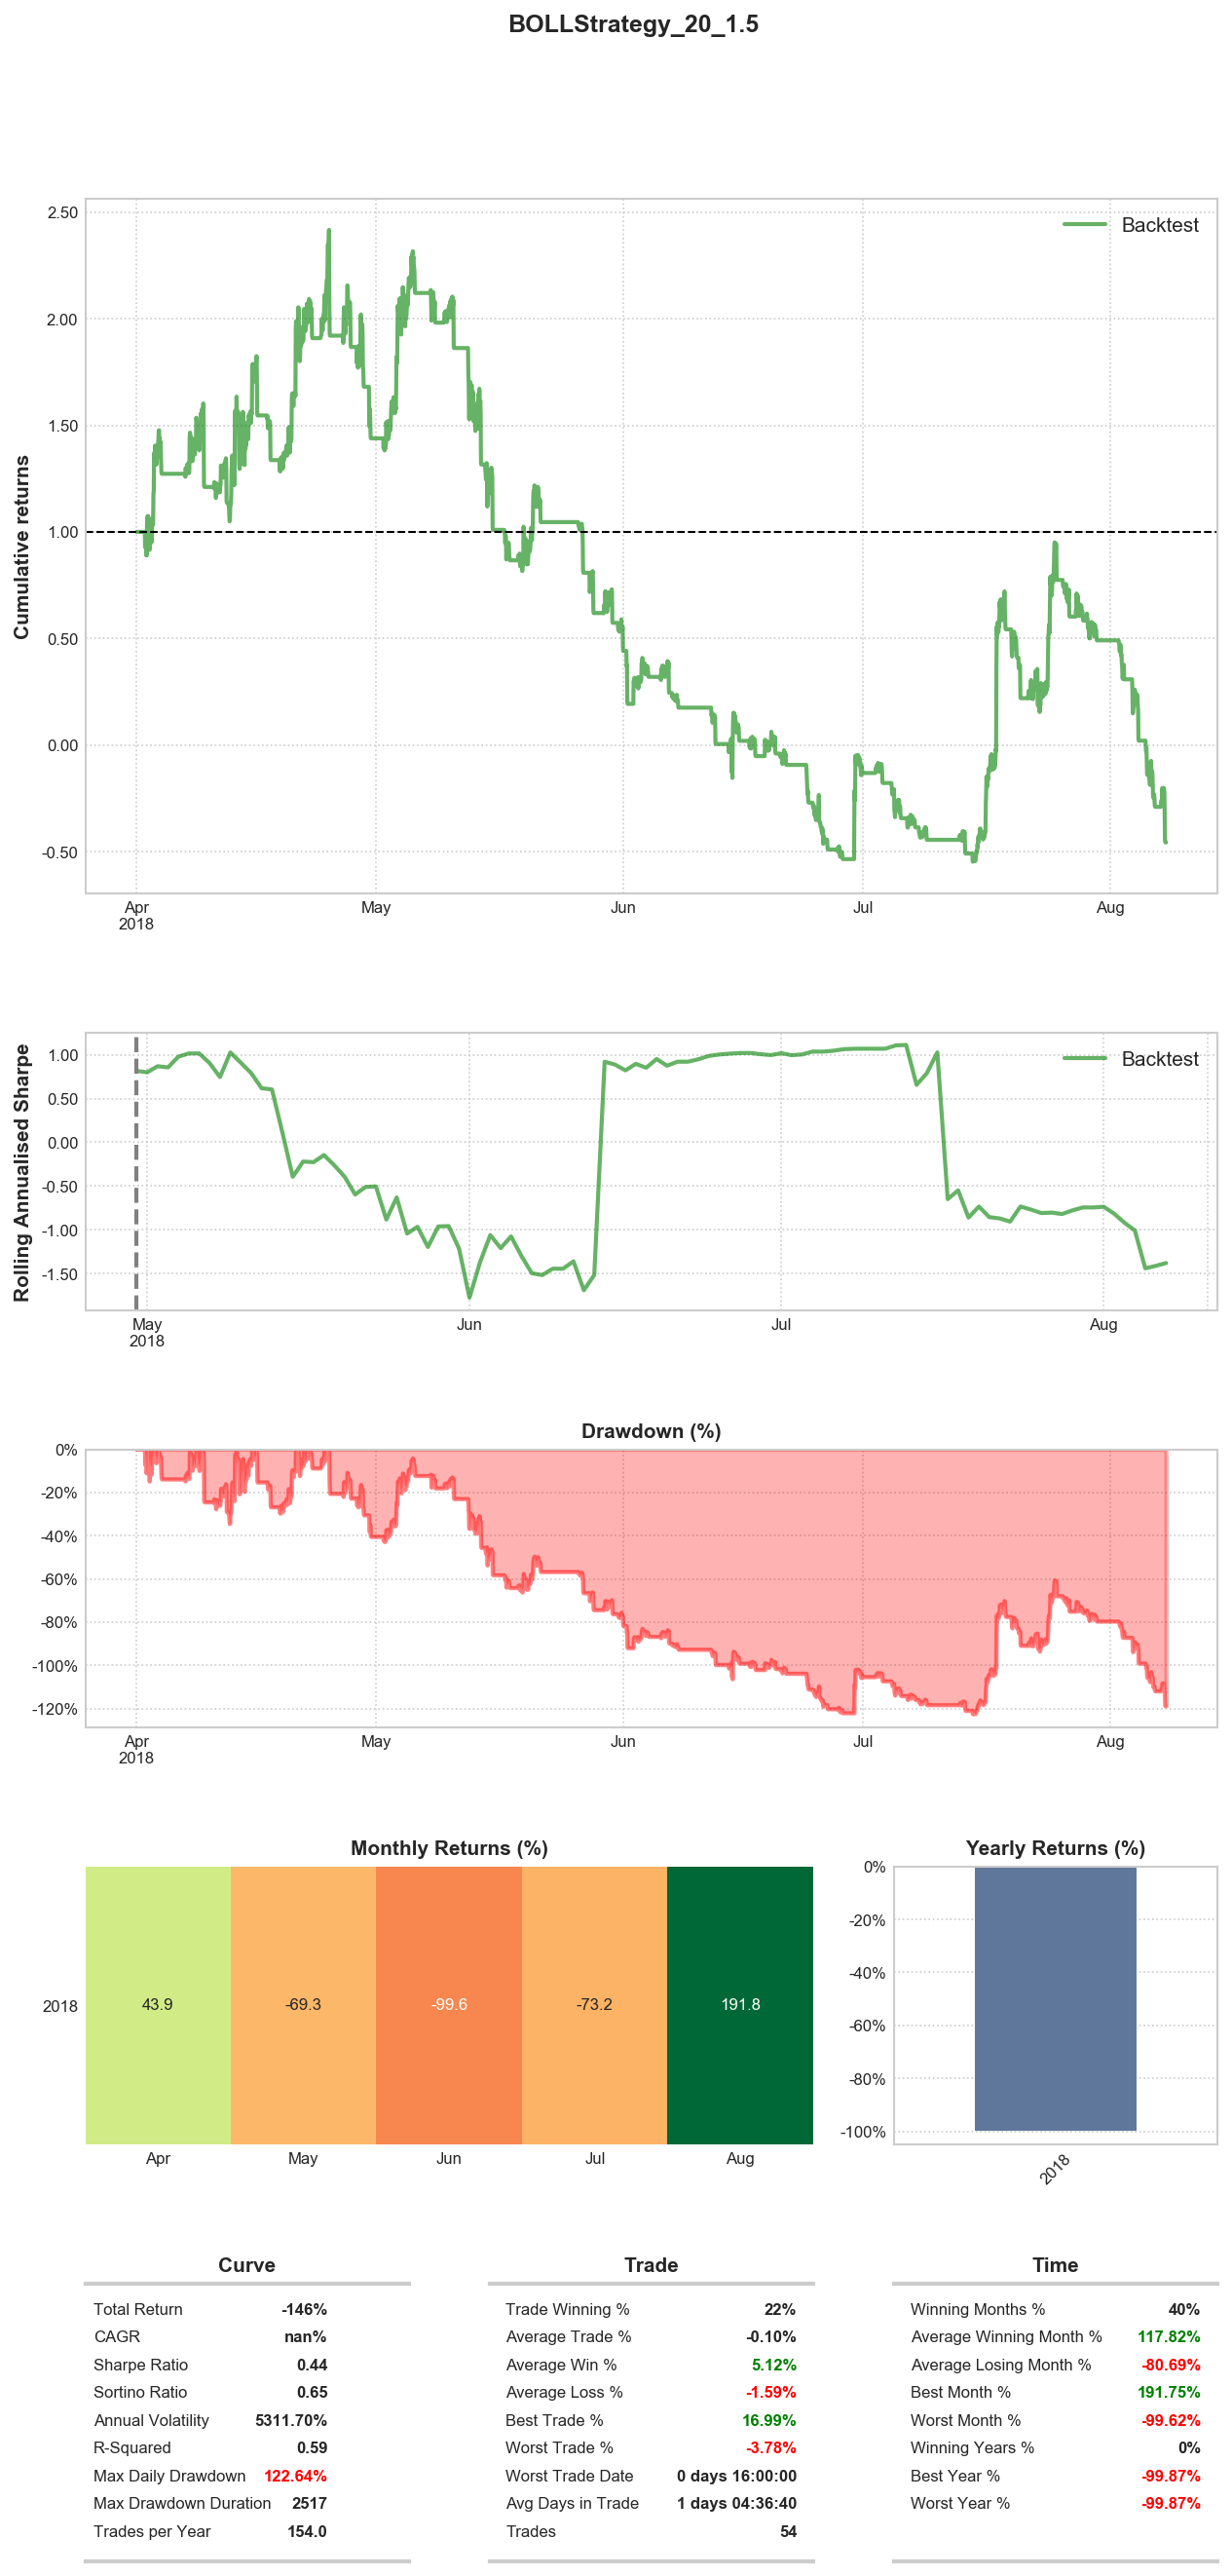 BOLLStrategy_20_1.5
Cumulative returns
2.50
2.00
1.50
1.00
0.50
0.00
-0.50
Backtest
Apr May Jun Jul Aug
2018
Rolling Annualised Sharpe
1.00
0.50
0.00
-0.50
-1.00
-1.50
Backtest
May Jun Jul Aug
2018
Drawdown (%)
0%
-20%
-40%
-60%
-80%
-100%
-120%
Apr May Jun Jul Aug
2018
Monthly Returns (%)
2018 43.9 -69.3 -99.6 -73.2 191.8
Apr May Jun Jul Aug
Yearly Returns (%)
0%
-20%
-40%
-60%
-80%
-100%
2018
Curve
Total Return -146%
CAGR nan%
Sharpe Ratio 0.44
Sortino Ratio 0.65
Annual Volatility 5311.70%
R-Squared 0.59
Max Daily Drawdown 122.64%
Max Drawdown Duration 2517
Trades per Year 154.0
Trade
Trade Winning % 22%
Average Trade % -0.10%
Average Win % 5.12%
Average Loss % -1.59%
Best Trade % 16.99%
Worst Trade % -3.78%
Worst Trade Date 0 days 16:00:00
Avg Days in Trade 1 days 04:36:40
Trades 54
Time
Winning Months % 40%
Average Winning Month % 117.82%
Average Losing Month % -80.69%
Best Month % 191.75%
Worst Month % -99.62%
Winning Years % 0%
Best Year % -99.87%
Worst Year % -99.87%